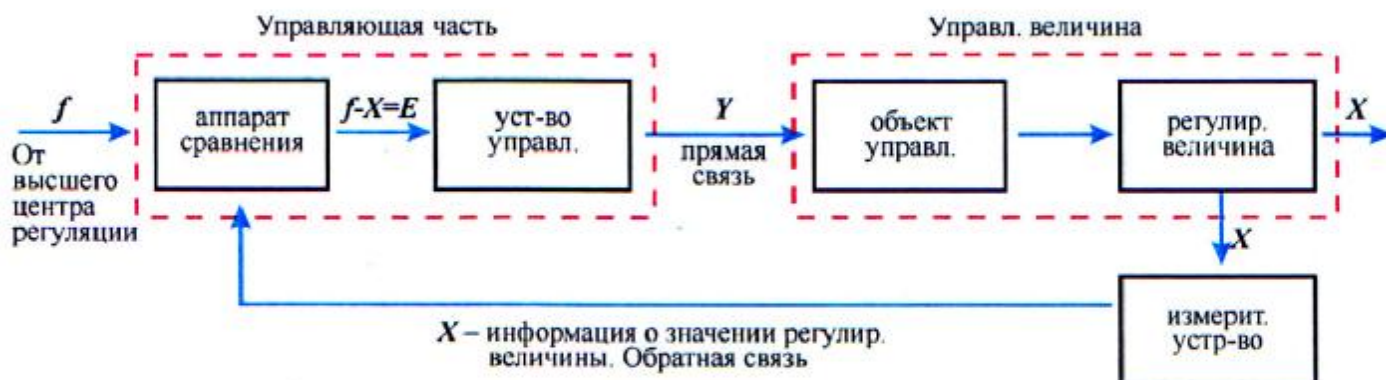 Управляющая часть
Управл. величина
f
От
высшего
центра
регуляции
аппарат
сравнения
f-X=E
уст-во
управл.
Y
прямая
связь
объект
управл.
регулир.
величина
X
X
измерит.
устр-во
X – информация о значении регулир.
величины. Обратная связь